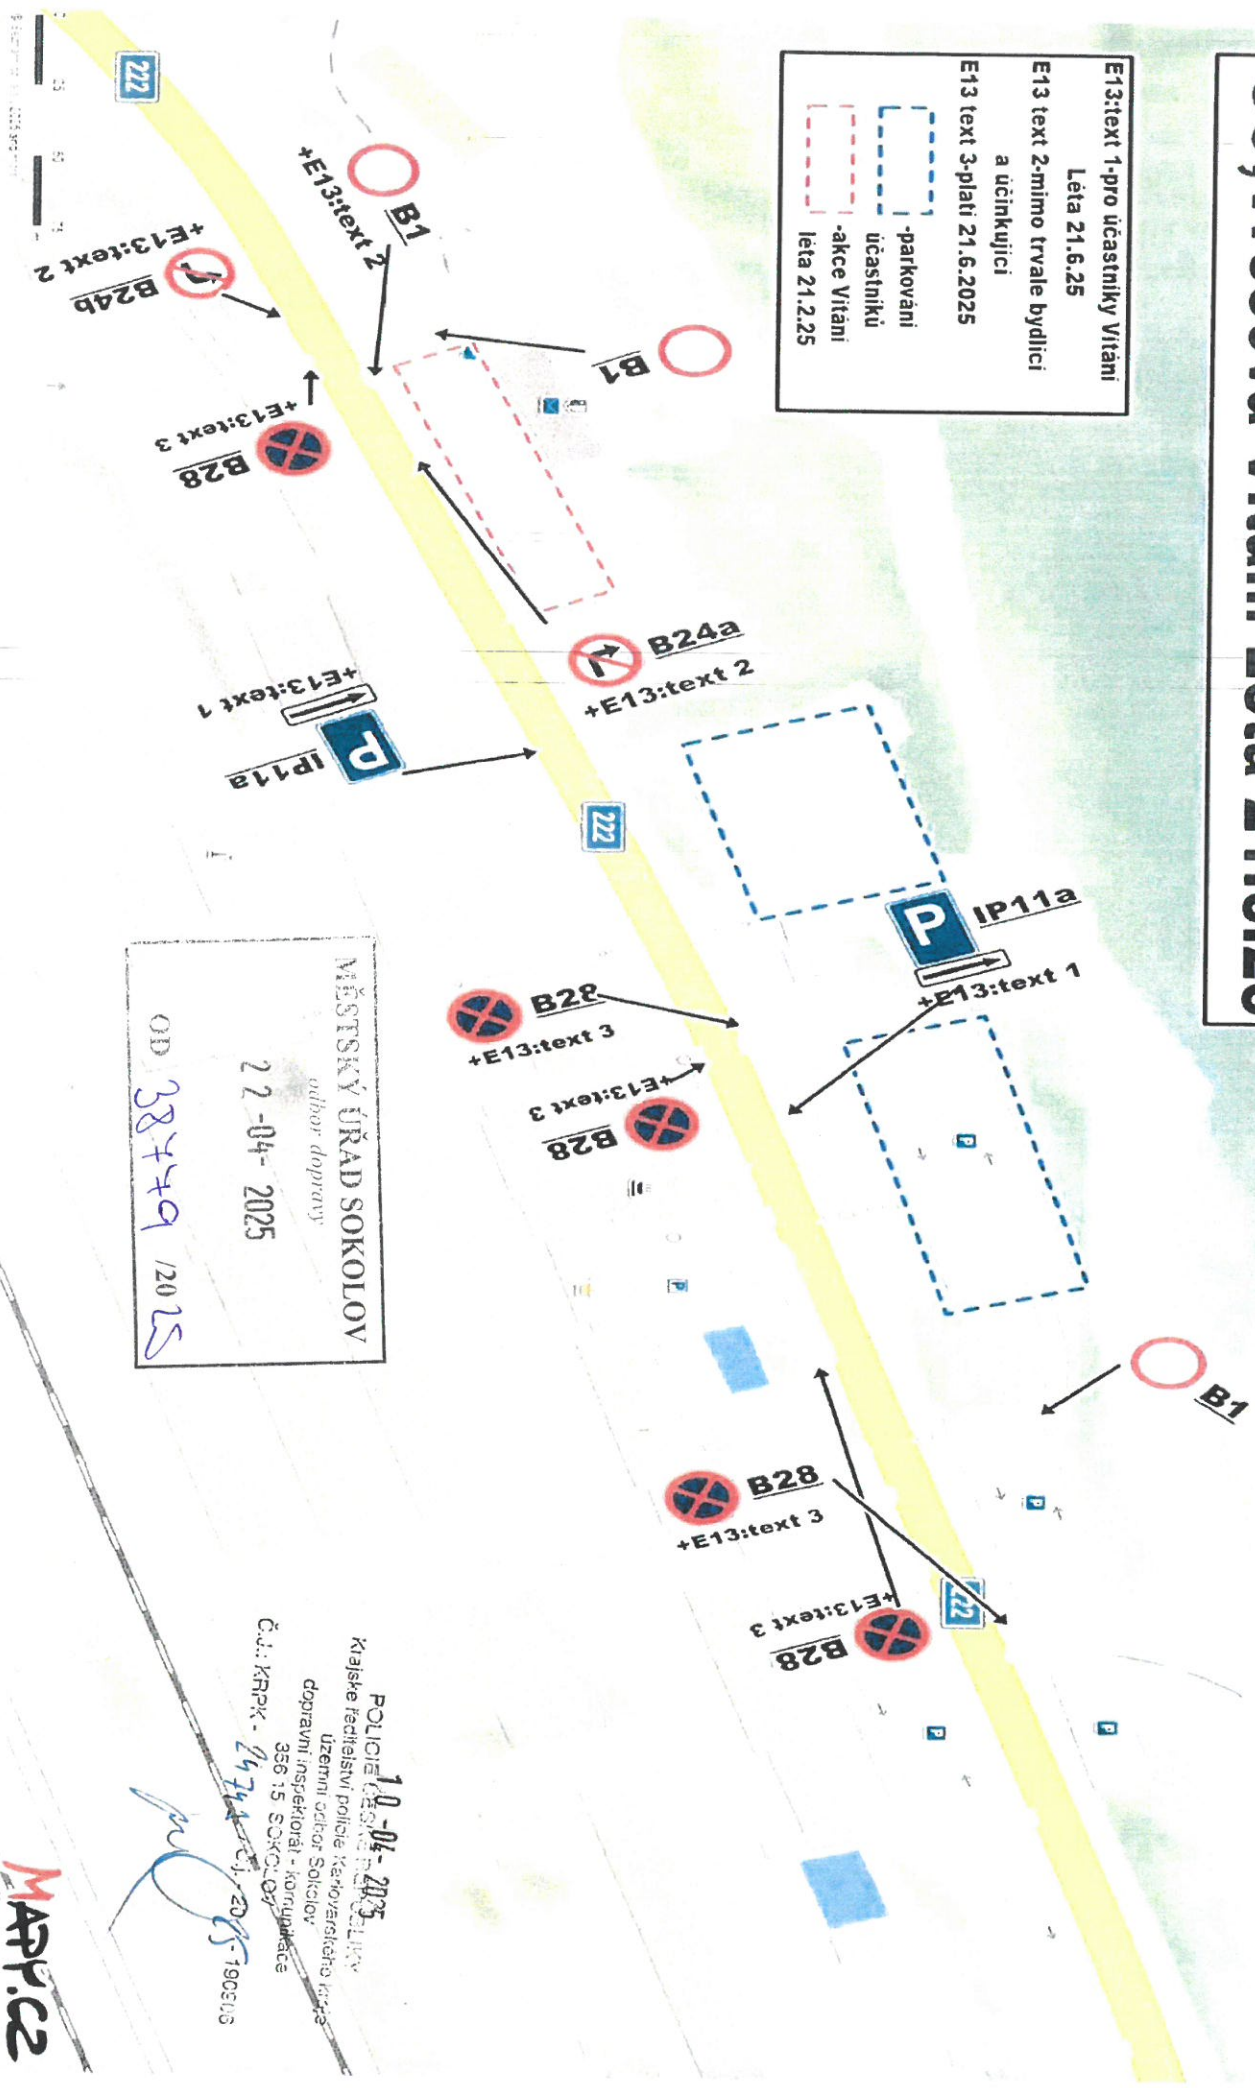 Vítání Léta
E13:text 1-pro účastníky Vítání
Léta 21.6.25
E13 text 2-mimo trvale bydlící
a účinkující
E13 text 3-platí 21.6.2025
-parkování
účastníků
-akce Vítání
léta 21.2.25
222
B1
+E13:text 2
B24b
+E13:text 2
B1
B28
+E13:text 3
B24a
+E13:text 2
P
IP11a
+E13:text 1
222
P
IP11a
+E13:text 1
B28
+E13:text 3
B28
+E13:text 3
P
P
B1
P
B28
+E13:text 3
B28
+E13:text 3
222
P
P
MĚSTSKÝ ÚŘAD SOKOLOV
odbor dopravy
22 -04- 2025
OD 38449 /2025
10 -04- 2025
POLICIE ČESKÉ REPUBLIKY
Krajské ředitelství policie Karlovarského kraje
územní odbor Sokolov
dopravní inspektorát - komunikace
356 15 SOKOLOV
Č.J.: KRPK -
MAPY.CZ